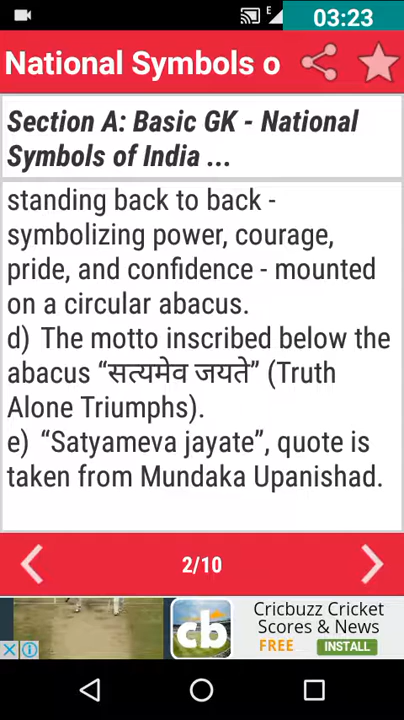 E
03:23
National Symbols o
Section A: Basic GK - National
Symbols of India ...
standing back to back -
symbolizing power, courage,
pride, and confidence - mounted
on a circular abacus.
d) The motto inscribed below the
abacus “सत्यमेव जयते” (Truth
Alone Triumphs).
e) “Satyameva jayate”, quote is
taken from Mundaka Upanishad.
2/10
cb
Cricbuzz Cricket
Scores & News
FREE
INSTALL